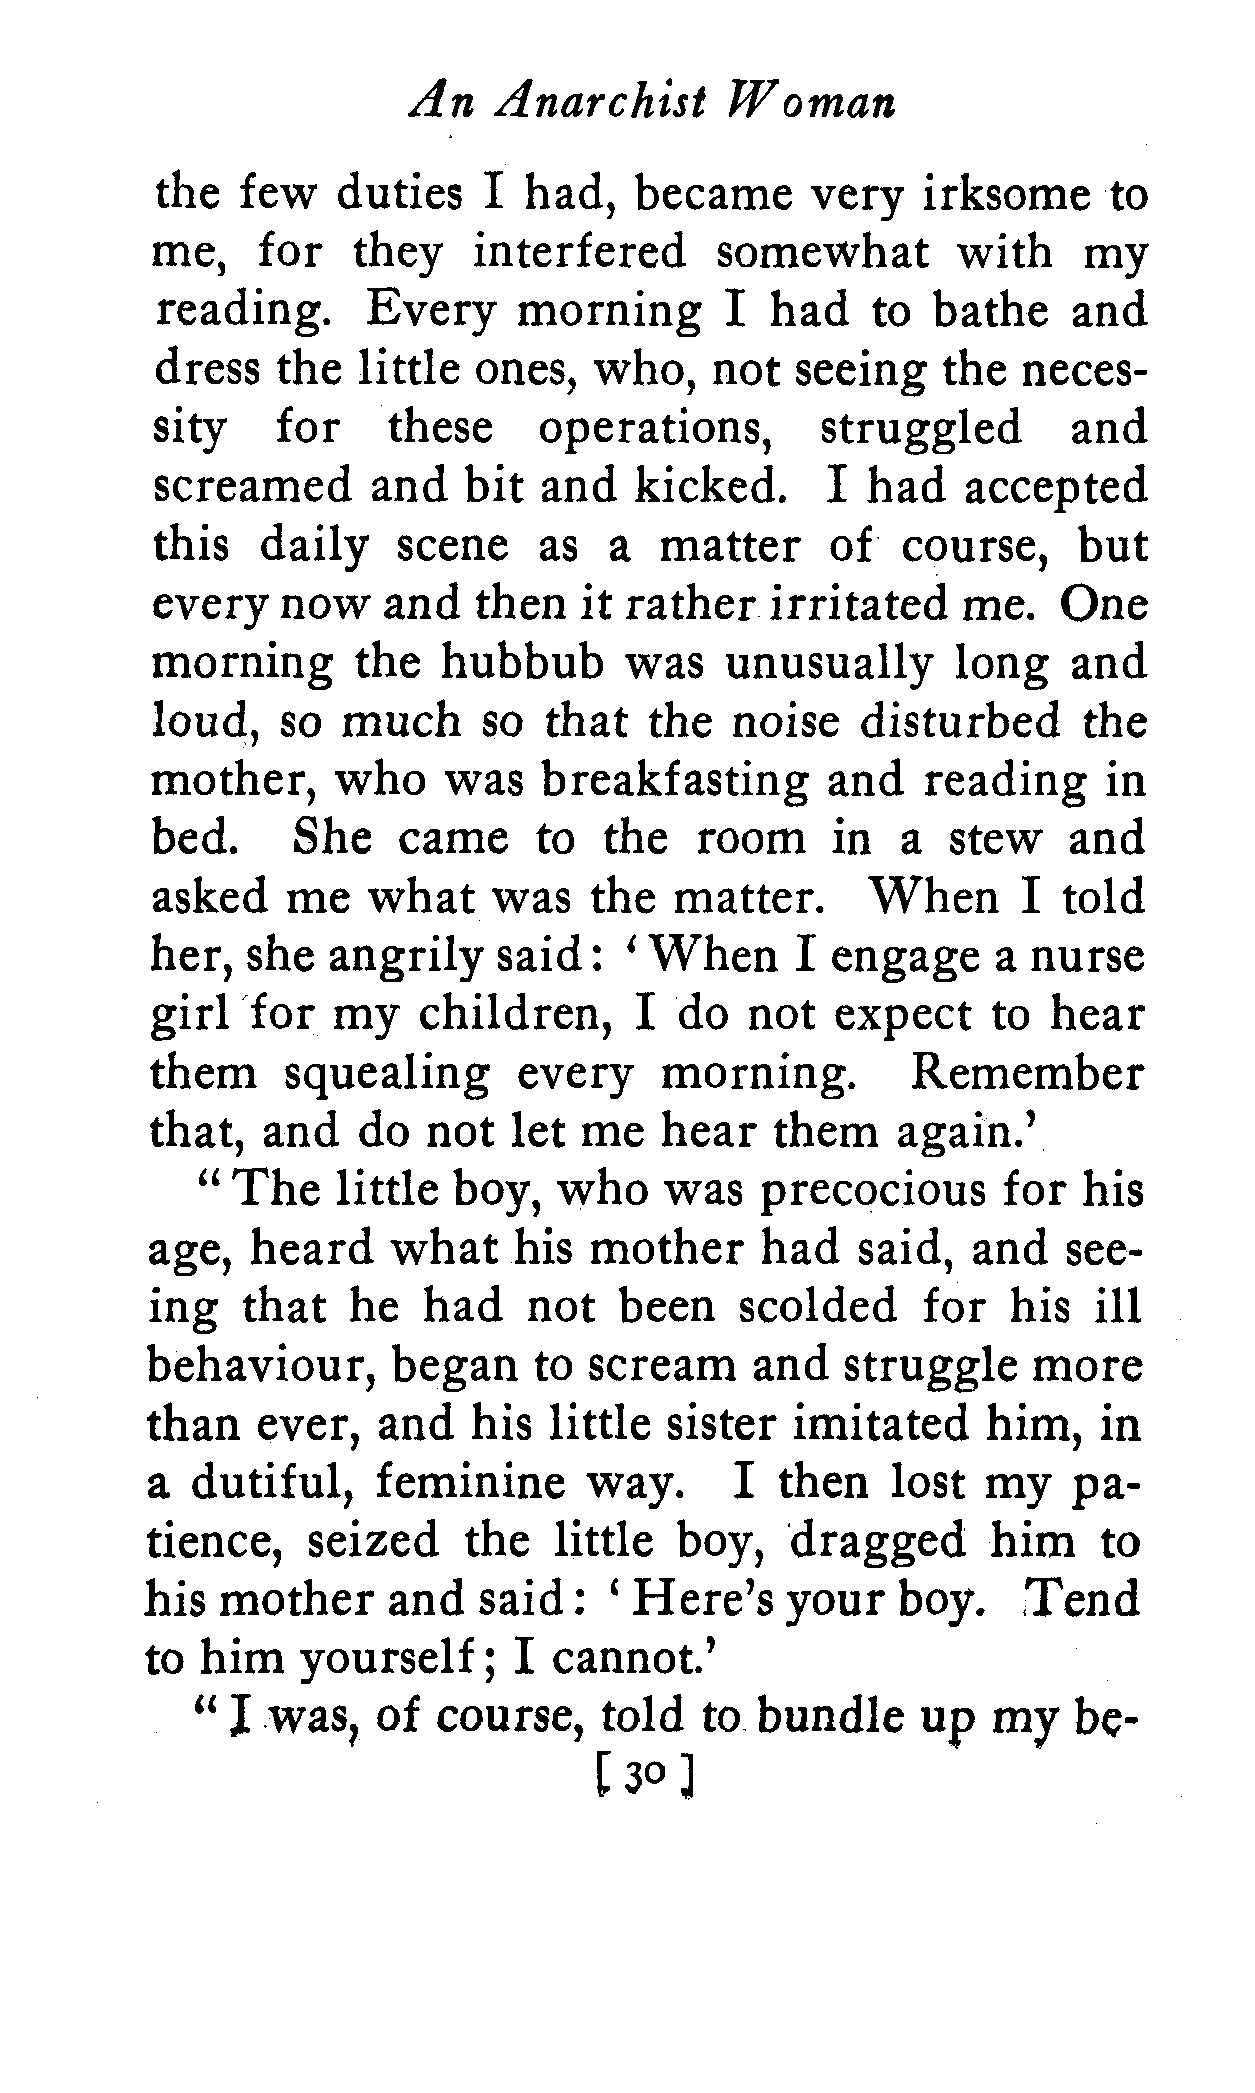 An Anarchist Woman
the few duties I had, became very irksome to
me, for they interfered somewhat with my
reading. Every morning I had to bathe and
dress the little ones, who, not seeing the neces-
sity for these operations, struggled and
screamed and bit and kicked. I had accepted
this daily scene as a matter of course, but
every now and then it rather irritated me. One
morning the hubbub was unusually long and
loud, so much so that the noise disturbed the
mother, who was breakfasting and reading in
bed. She came to the room in a stew and
asked me what was the matter. When I told
her, she angrily said: ‘When I engage a nurse
girl for my children, I do not expect to hear
them squealing every morning. Remember
that, and do not let me hear them again.’
“The little boy, who was precocious for his
age, heard what his mother had said, and see-
ing that he had not been scolded for his ill
behaviour, began to scream and struggle more
than ever, and his little sister imitated him, in
a dutiful, feminine way. I then lost my pa-
tience, seized the little boy, dragged him to
his mother and said: ‘Here’s your boy. Tend
to him yourself; I cannot.’
“I was, of course, told to bundle up my be-
[30]